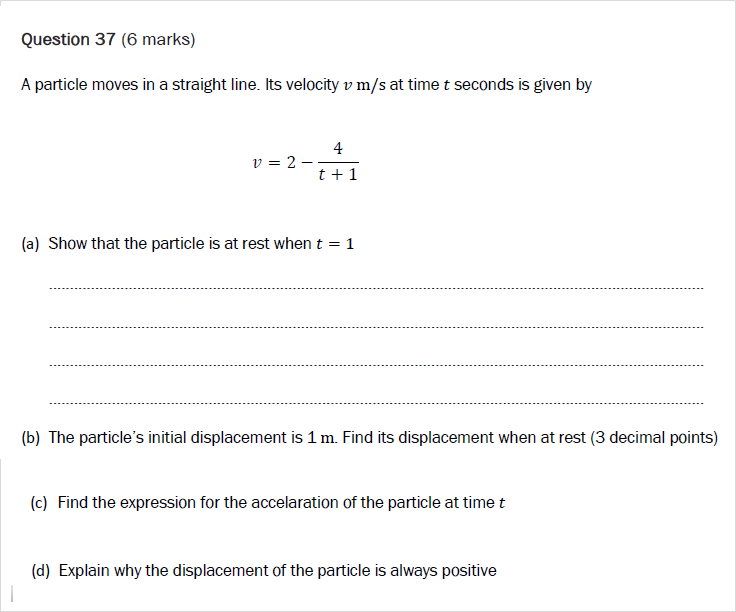 Question 37 (6 marks)
A particle moves in a straight line. Its velocity v m/s at time t seconds is given by
v = 2 − 4/(t + 1)
(a) Show that the particle is at rest when t = 1
(b) The particle's initial displacement is 1 m. Find its displacement when at rest (3 decimal points)
(c) Find the expression for the accelaration of the particle at time t
(d) Explain why the displacement of the particle is always positive